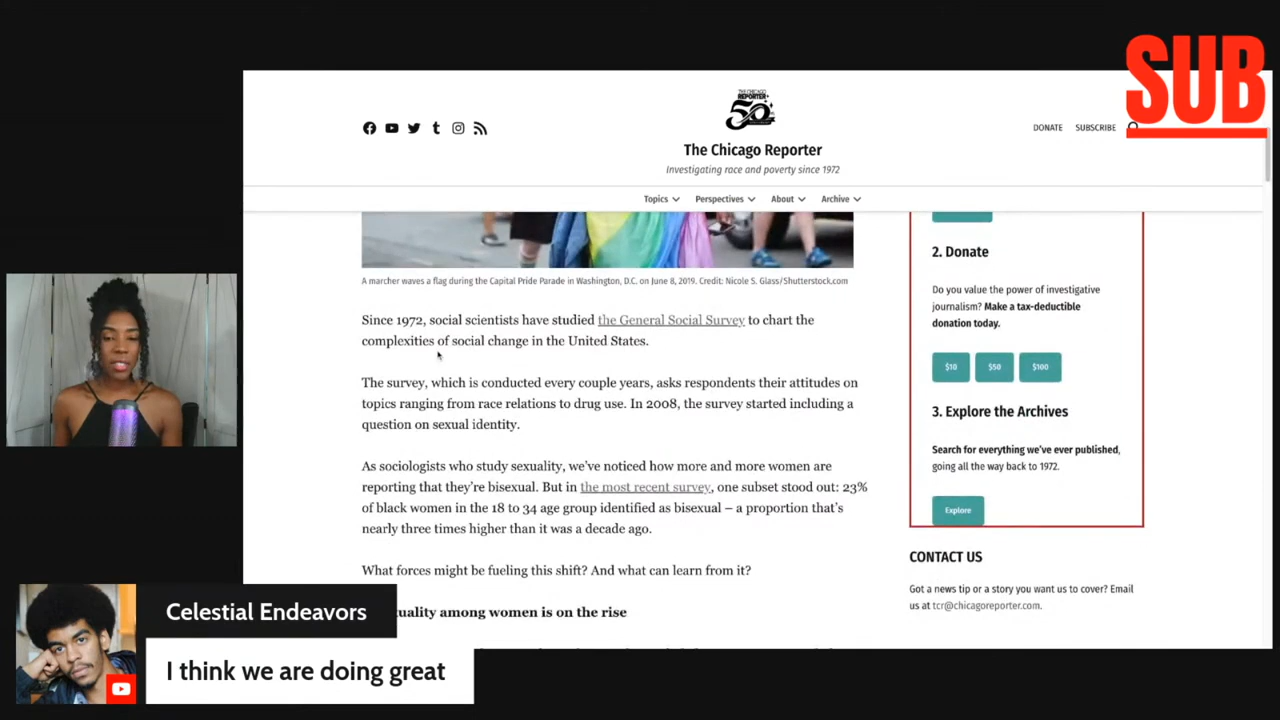 SUB
THE CHICAGO
REPORTER
50
The Chicago Reporter
Investigating race and poverty since 1972
DONATE SUBSCRIBE
Topics Perspectives About Archive
A marcher waves a flag during the Capital Pride Parade in Washington, D.C. on June 8, 2019. Credit: Nicole S. Glass/Shutterstock.com
Since 1972, social scientists have studied the General Social Survey to chart the
complexities of social change in the United States.
The survey, which is conducted every couple years, asks respondents their attitudes on
topics ranging from race relations to drug use. In 2008, the survey started including a
question on sexual identity.
As sociologists who study sexuality, we've noticed how more and more women are
reporting that they're bisexual. But in the most recent survey, one subset stood out: 23%
of black women in the 18 to 34 age group identified as bisexual – a proportion that's
nearly three times higher than it was a decade ago.
What forces might be fueling this shift? And what can learn from it?
uality among women is on the rise
2. Donate
Do you value the power of investigative
journalism? Make a tax-deductible
donation today.
$10 $50 $100
3. Explore the Archives
Search for everything we've ever published,
going all the way back to 1972.
Explore
CONTACT US
Got a news tip or a story you want us to cover? Email
us at tcr@chicagoreporter.com.
Celestial Endeavors
I think we are doing great